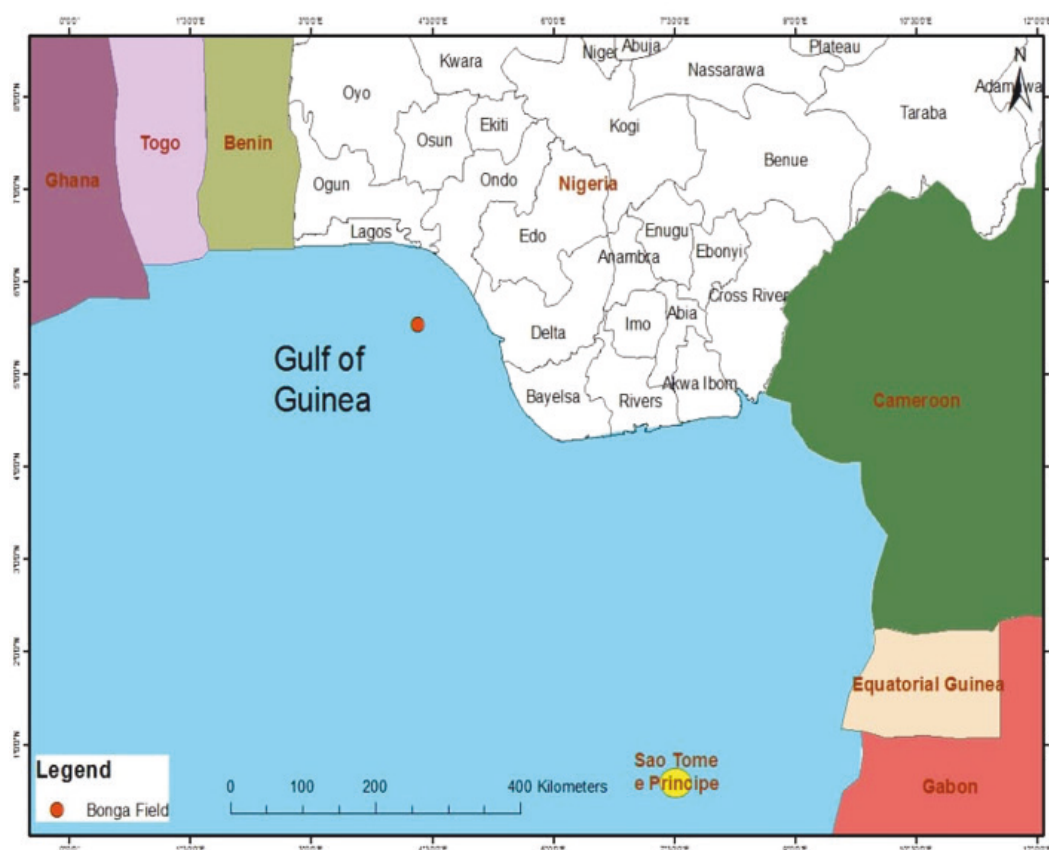 Niger
Abuja
Plateau
Kwara
Nassarawa
N
Adamawa
Oyo
Taraba
Ekiti
Kogi
Osun
Togo
Benin
Benue
Ghana
Ogun
Ondo
Nigeria
Lagos
Edo
Enugu
Ebonyi
Anambra
Cross River
Delta
Imo
Abia
Gulf of
Guinea
Bayelsa
Rivers
Akwa Ibom
Cameroon
Equatorial Guinea
Sao Tome
e Principe
Gabon
Legend
Bonga Field
0 100 200 400 Kilometers